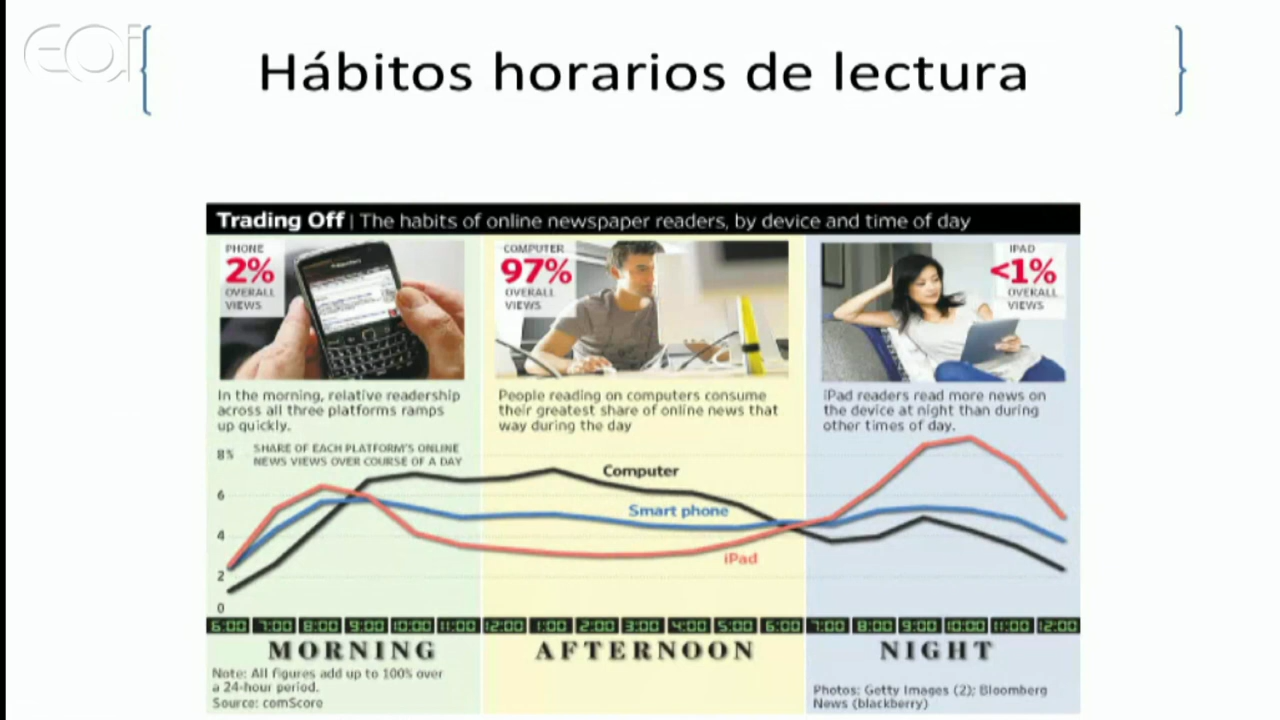 EOi
Hábitos horarios de lectura
Trading Off | The habits of online newspaper readers, by device and time of day
PHONE
2%
OVERALL
VIEWS
COMPUTER
97%
OVERALL
VIEWS
IPAD
<1%
OVERALL
VIEWS
In the morning, relative readership
across all three platforms ramps
up quickly.
People reading on computers consume
their greatest share of online news that
way during the day
iPad readers read more news on
the device at night than during
other times of day.
8%
SHARE OF EACH PLATFORM'S ONLINE
NEWS VIEWS OVER COURSE OF A DAY
Computer
6
Smart phone
4
iPad
2
0
6:00 7:00 8:00 9:00 10:00 11:00 12:00 1:00 2:00 3:00 4:00 5:00 6:00 7:00 8:00 9:00 10:00 11:00 12:00
MORNING
AFTERNOON
NIGHT
Note: All figures add up to 100% over
a 24-hour period.
Source: comScore
Photos: Getty Images (2); Bloomberg
News (blackberry)